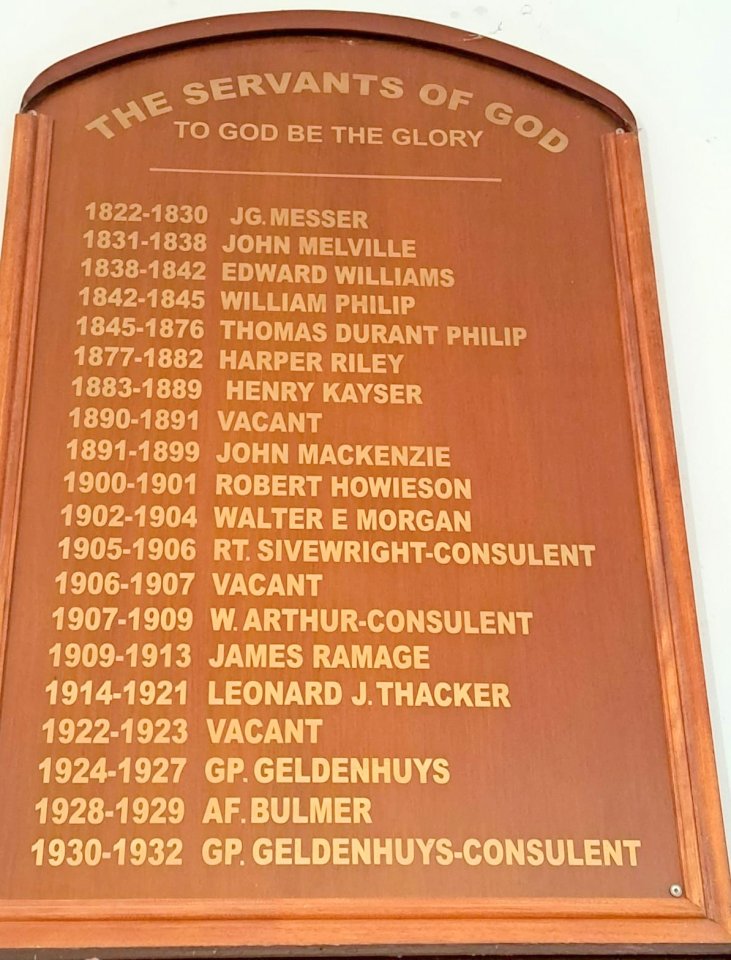 THE SERVANTS OF GOD
TO GOD BE THE GLORY
1822-1830 JG. MESSER
1831-1838 JOHN MELVILLE
1838-1842 EDWARD WILLIAMS
1842-1845 WILLIAM PHILIP
1845-1876 THOMAS DURANT PHILIP
1877-1882 HARPER RILEY
1883-1889 HENRY KAYSER
1890-1891 VACANT
1891-1899 JOHN MACKENZIE
1900-1901 ROBERT HOWIESON
1902-1904 WALTER E MORGAN
1905-1906 RT. SIVEWRIGHT-CONSULENT
1906-1907 VACANT
1907-1909 W. ARTHUR-CONSULENT
1909-1913 JAMES RAMAGE
1914-1921 LEONARD J. THACKER
1922-1923 VACANT
1924-1927 GP. GELDENHUYS
1928-1929 AF. BULMER
1930-1932 GP. GELDENHUYS-CONSULENT